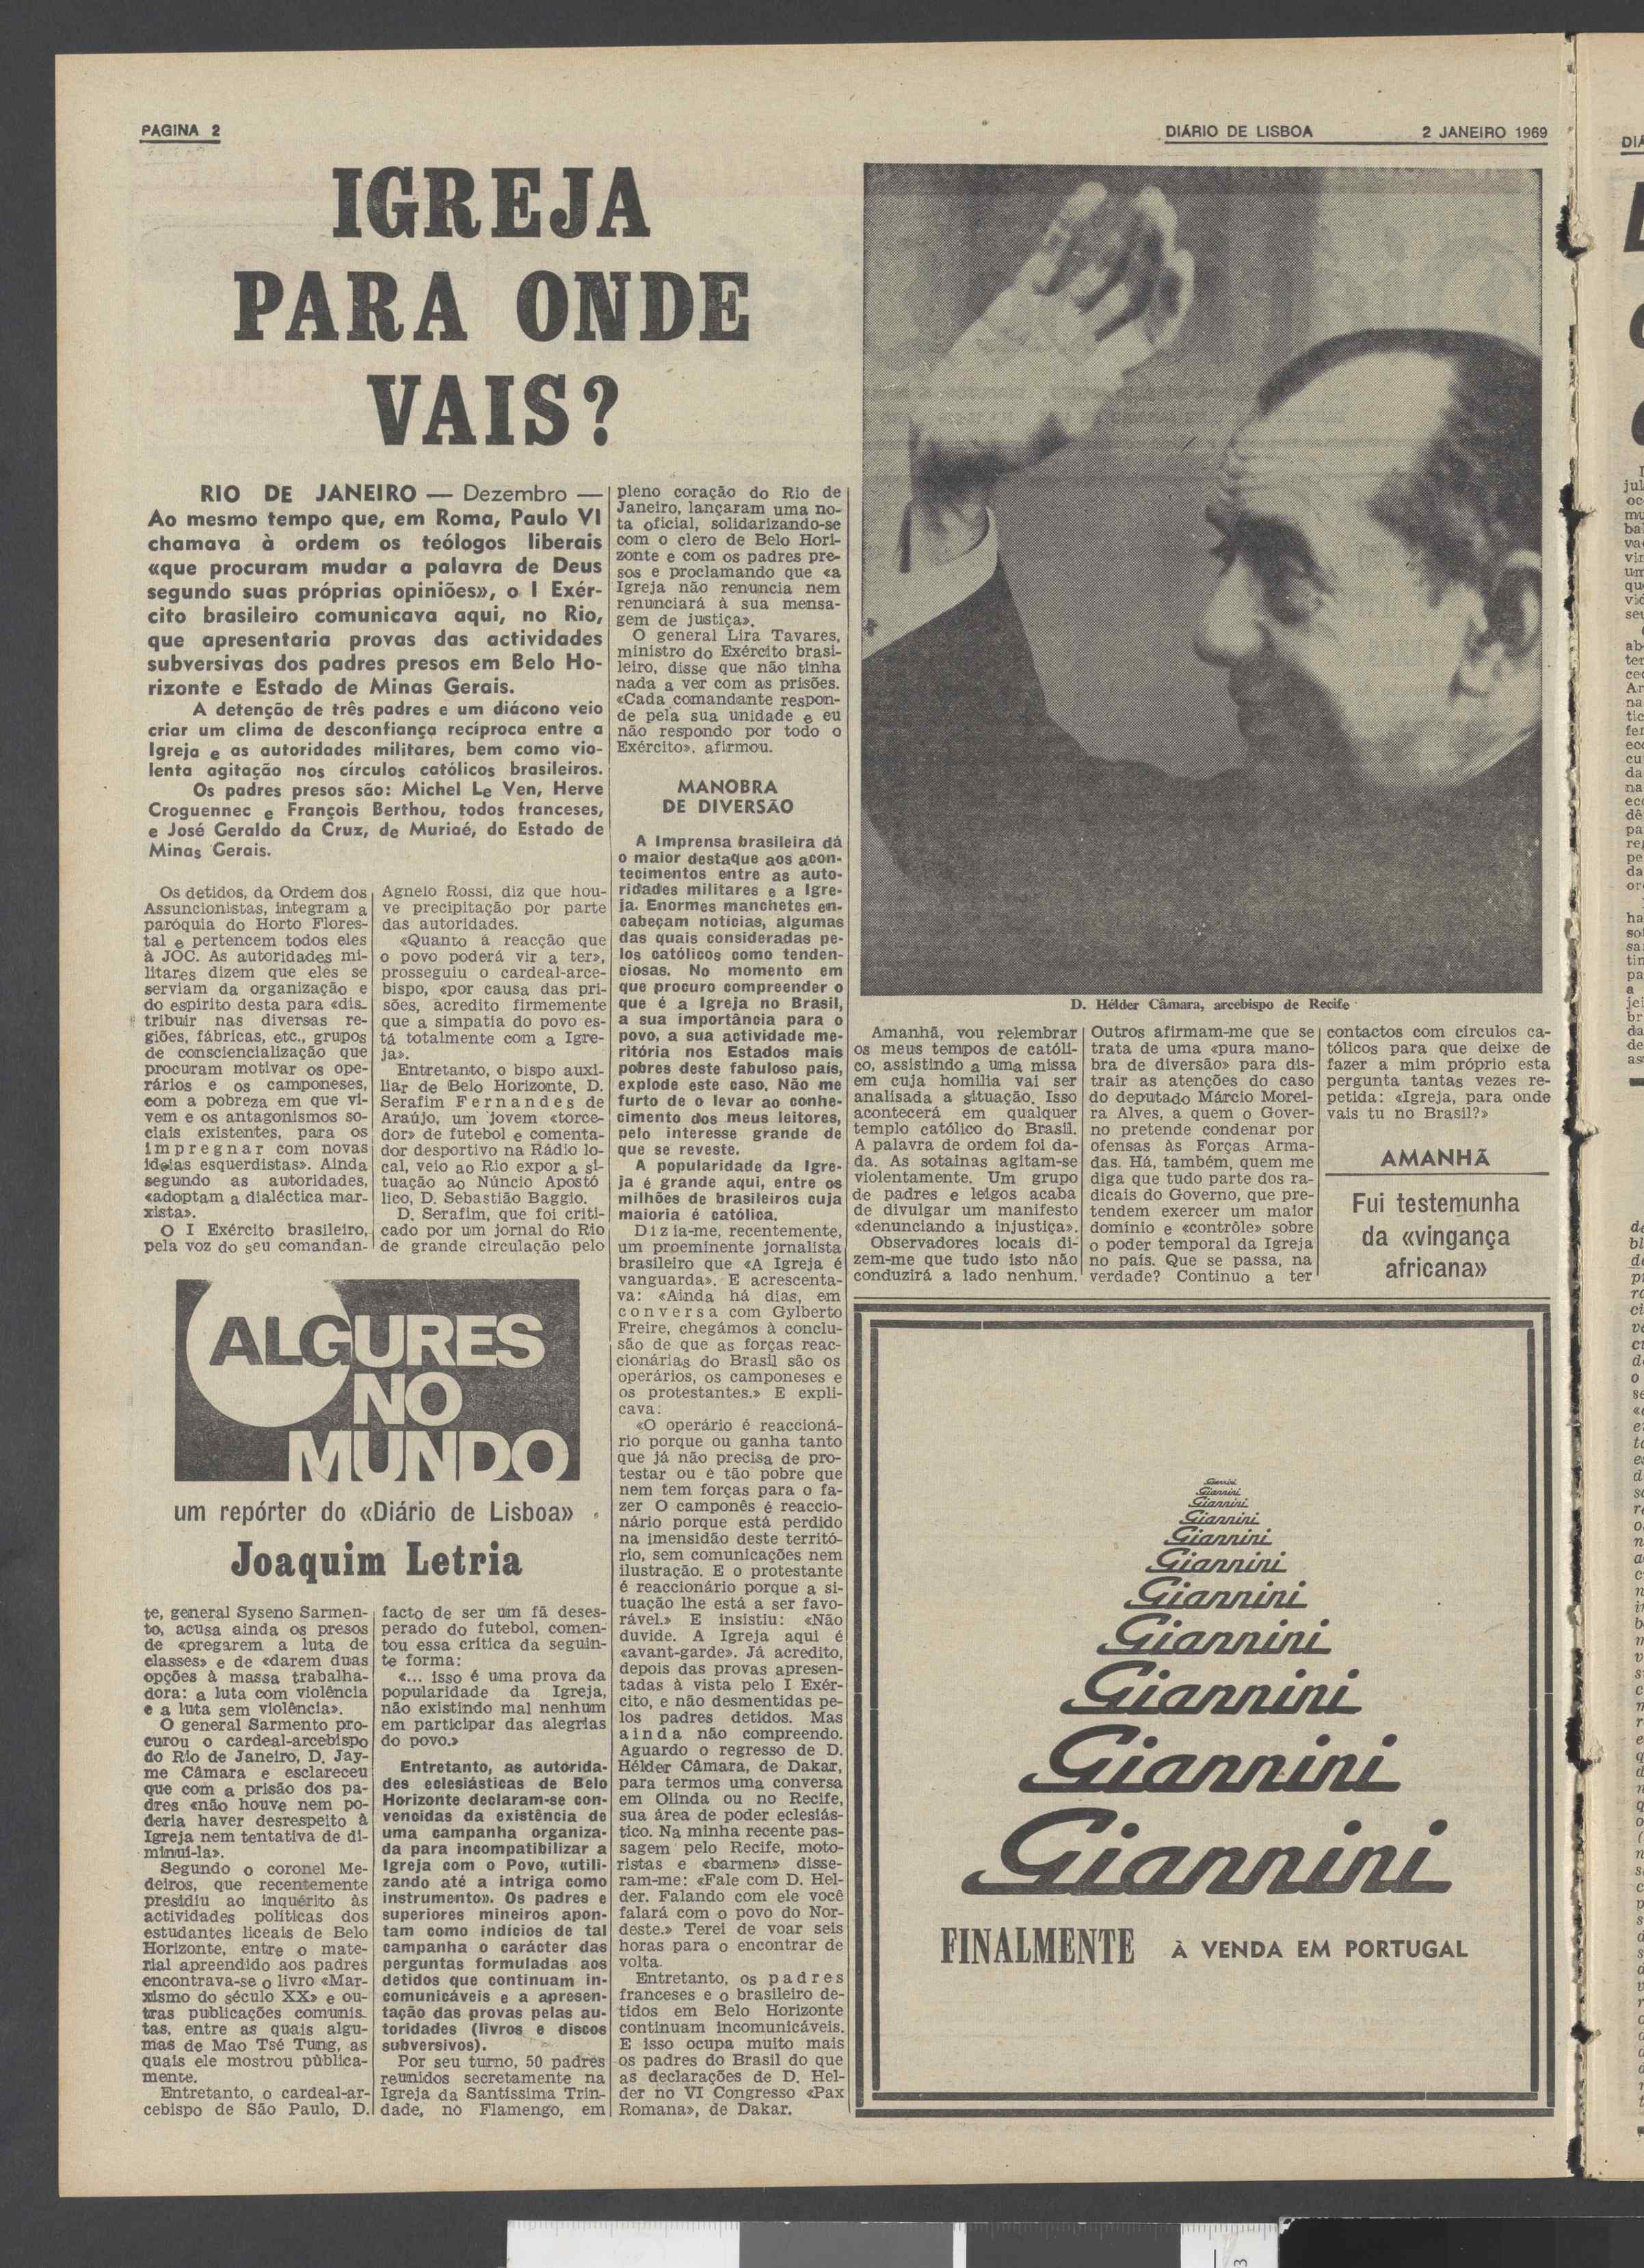 PAGINA 2
DIÁRIO DE LISBOA
2 JANEIRO 1969
IGREJA
PARA ONDE
VAIS?
RIO DE JANEIRO — Dezembro —
Ao mesmo tempo que, em Roma, Paulo VI
chamava à ordem os teólogos liberais
«que procuram mudar a palavra de Deus
segundo suas próprias opiniões», o I Exér-
cito brasileiro comunicava aqui, no Rio,
que apresentaria provas das actividades
subversivas dos padres presos em Belo Ho-
rizonte e Estado de Minas Gerais.
A detenção de três padres e um diácono veio
criar um clima de desconfiança recíproca entre a
Igreja e as autoridades militares, bem como vio-
lenta agitação nos círculos católicos brasileiros.
Os padres presos são: Michel Le Ven, Herve
Croguennec e François Berthou, todos franceses,
e José Geraldo da Cruz, de Muriaé, do Estado de
Minas Gerais.
Os detidos, da Ordem dos
Assuncionistas, integram a
paróquia do Horto Flores-
tal e pertencem todos eles
à JOC. As autoridades mi-
litares dizem que eles se
serviam da organização e
do espírito desta para «dis-
tribuir nas diversas re-
giões, fábricas, etc., grupos
de consciencialização que
procuram motivar os ope-
rários e os camponeses,
com a pobreza em que vi-
vem e os antagonismos so-
ciais existentes, para os
impregnar com novas
ideias esquerdistas». Ainda
segundo as autoridades,
«adoptam a dialéctica mar-
xista».
O I Exército brasileiro,
pela voz do seu comandan-
ALGURES
NO
MUNDO
um repórter do «Diário de Lisboa»
Joaquim Letria
te, general Syseno Sarmen-
to, acusa ainda os presos
de «pregarem a luta de
classes» e de «darem duas
opções à massa trabalha-
dora: a luta com violência
e a luta sem violência».
O general Sarmento pro-
curou o cardeal-arcebispo
do Rio de Janeiro, D. Jay-
me Câmara e esclareceu
que com a prisão dos pa-
dres «não houve nem po-
deria haver desrespeito à
Igreja nem tentativa de di-
minuí-la».
Segundo o coronel Me-
deiros, que recentemente
presidiu ao inquérito às
actividades políticas dos
estudantes liceais de Belo
Horizonte, entre o mate-
rial apreendido aos padres
encontrava-se o livro «Mar-
xismo do século XX» e ou-
tras publicações comunis-
tas, entre as quais algu-
mas de Mao Tsé Tung, as
quais ele mostrou pùblica-
mente.
Entretanto, o cardeal-ar-
cebispo de São Paulo, D.
Agnelo Rossi, diz que hou-
ve precipitação por parte
das autoridades.
«Quanto á reacção que
o povo poderá vir a ter»,
prosseguiu o cardeal-arce-
bispo, «por causa das pri-
sões, acredito firmemente
que a simpatia do povo es-
tá totalmente com a Igre-
ja».
Entretanto, o bispo auxi-
liar de Belo Horizonte, D.
Serafim Fernandes de
Araújo, um jovem «torce-
dor» de futebol e comenta-
dor desportivo na Rádio lo-
cal, veio ao Rio expor a si-
tuação ao Núncio Apostó
lico, D. Sebastião Baggio.
D. Serafim, que foi criti-
cado por um jornal do Rio
de grande circulação pelo
facto de ser um fã deses-
perado do futebol, comen-
tou essa crítica da seguin-
te forma:
«... isso é uma prova da
popularidade da Igreja,
não existindo mal nenhum
em participar das alegrias
do povo.»
Entretanto, as autorida-
des eclesiásticas de Belo
Horizonte declaram-se con-
vencidas da existência de
uma campanha organiza-
da para incompatibilizar a
Igreja com o Povo, «utili-
zando até a intriga como
instrumento». Os padres e
superiores mineiros apon-
tam como indícios de tal
campanha o carácter das
perguntas formuladas aos
detidos que continuam in-
comunicáveis e a apresen-
tação das provas pelas au-
toridades (livros e discos
subversivos).
Por seu turno, 50 padres
reunidos secretamente na
Igreja da Santíssima Trin-
dade, no Flamengo, em
pleno coração do Rio de
Janeiro, lançaram uma no-
ta oficial, solidarizando-se
com o clero de Belo Hori-
zonte e com os padres pre-
sos e proclamando que «a
Igreja não renuncia nem
renunciará à sua mensa-
gem de justiça».
O general Lira Tavares,
ministro do Exército brasi-
leiro, disse que não tinha
nada a ver com as prisões.
«Cada comandante respon-
de pela sua unidade e eu
não respondo por todo o
Exército», afirmou.
MANOBRA
DE DIVERSÃO
A Imprensa brasileira dá
o maior destaque aos acon-
tecimentos entre as auto-
ridades militares e a Igre-
ja. Enormes manchetes en-
cabeçam notícias, algumas
das quais consideradas pe-
los católicos como tenden-
ciosas. No momento em
que procuro compreender o
que é a Igreja no Brasil,
a sua importância para o
povo, a sua actividade me-
ritória nos Estados mais
pobres deste fabuloso país,
explode este caso. Não me
furto de o levar ao conhe-
cimento dos meus leitores,
pelo interesse grande de
que se reveste.
A popularidade da Igre-
ja é grande aqui, entre os
milhões de brasileiros cuja
maioria é católica.
Dizia-me, recentemente,
um proeminente jornalista
brasileiro que «A Igreja é
vanguarda». E acrescenta-
va: «Ainda há dias, em
conversa com Gylberto
Freire, chegámos à conclu-
são de que as forças reac-
cionárias do Brasil são os
operários, os camponeses e
os protestantes.» E expli-
cava:
«O operário é reaccioná-
rio porque ou ganha tanto
que já não precisa de pro-
testar ou é tão pobre que
nem tem forças para o fa-
zer O camponês é reaccio-
nário porque está perdido
na imensidão deste territó-
rio, sem comunicações nem
ilustração. E o protestante
é reaccionário porque a si-
tuação lhe está a ser favo-
rável.» E insistiu: «Não
duvide. A Igreja aqui é
«avant-garde». Já acredito,
depois das provas apresen-
tadas à vista pelo I Exér-
cito, e não desmentidas pe-
los padres detidos. Mas
ainda não compreendo.
Aguardo o regresso de D.
Hélder Câmara, de Dakar,
para termos uma conversa
em Olinda ou no Recife,
sua área de poder eclesiás-
tico. Na minha recente pas-
sagem pelo Recife, moto-
ristas e «barmen» disse-
ram-me: «Fale com D. Hel-
der. Falando com ele você
falará com o povo do Nor-
deste.» Terei de voar seis
horas para o encontrar de
volta.
Entretanto, os padres
franceses e o brasileiro de-
tidos em Belo Horizonte
continuam incomunicáveis.
E isso ocupa muito mais
os padres do Brasil do que
as declarações de D. Hel-
der no VI Congresso «Pax
Romana», de Dakar.
D. Hélder Câmara, arcebispo de Recife
Amanhã, vou relembrar
os meus tempos de católi-
co, assistindo a uma missa
em cuja homilia vai ser
analisada a situação. Isso
acontecerá em qualquer
templo católico do Brasil.
A palavra de ordem foi da-
da. As sotainas agitam-se
violentamente. Um grupo
de padres e leigos acaba
de divulgar um manifesto
«denunciando a injustiça».
Observadores locais di-
zem-me que tudo isto não
conduzirá a lado nenhum.
Outros afirmam-me que se
trata de uma «pura mano-
bra de diversão» para dis-
trair as atenções do caso
do deputado Márcio Morei-
ra Alves, a quem o Gover-
no pretende condenar por
ofensas às Forças Arma-
das. Há, também, quem me
diga que tudo parte dos ra-
dicais do Governo, que pre-
tendem exercer um maior
domínio e «contrôle» sobre
o poder temporal da Igreja
no país. Que se passa, na
verdade? Continuo a ter
contactos com círculos ca-
tólicos para que deixe de
fazer a mim próprio esta
pergunta tantas vezes re-
petida: «Igreja, para onde
vais tu no Brasil?»
AMANHÃ
Fui testemunha
da «vingança
africana»
Giannini
Giannini
Giannini
Giannini
Giannini
Giannini
Giannini
Giannini
Giannini
Giannini
Giannini
FINALMENTE À VENDA EM PORTUGAL